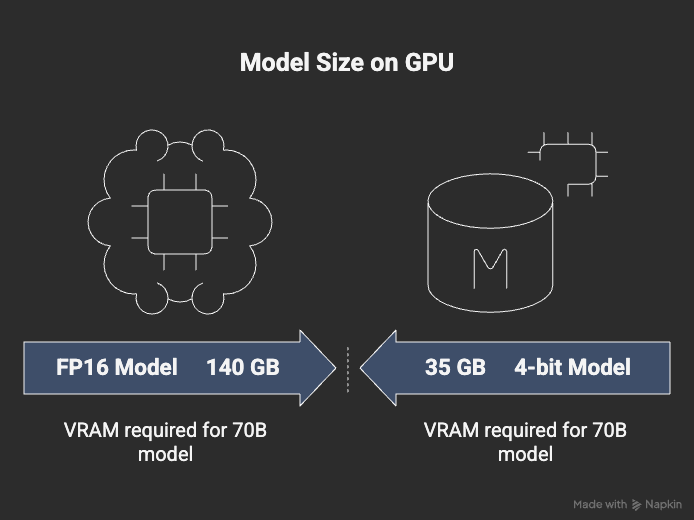 Model Size on GPU
M
FP16 Model 140 GB
35 GB 4-bit Model
VRAM required for 70B
model
VRAM required for 70B
model
Made with Napkin